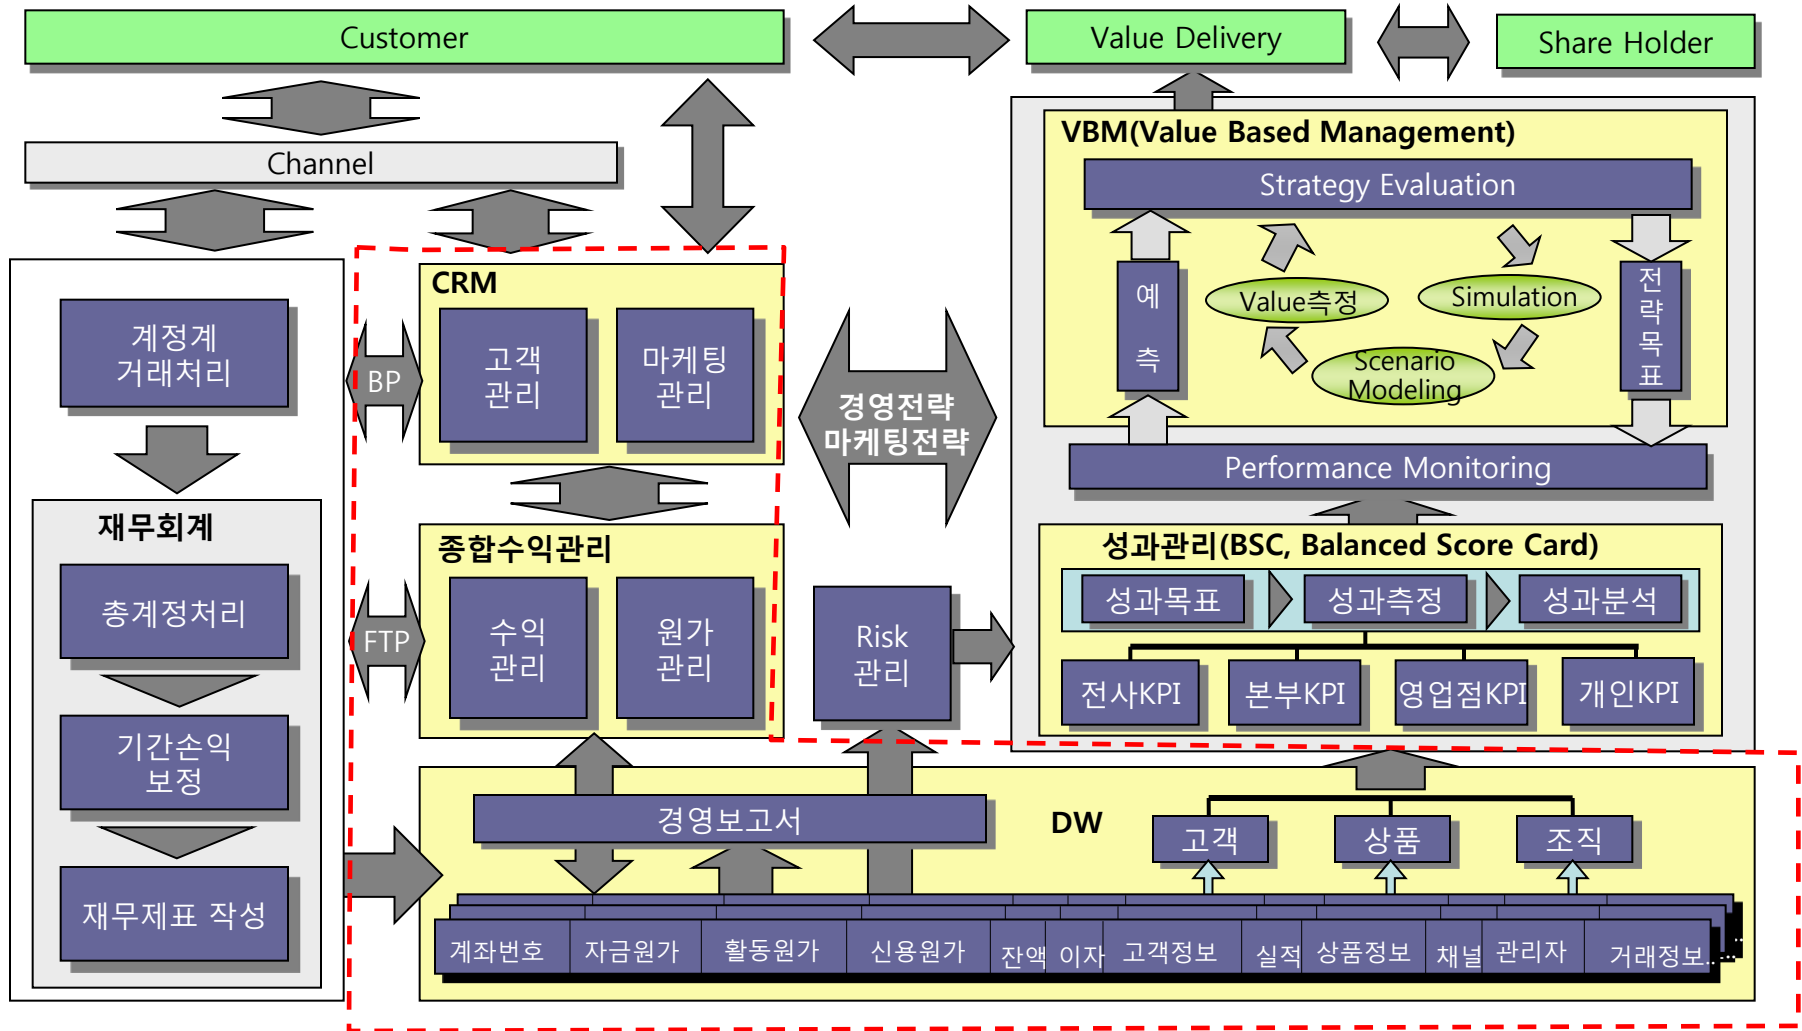 Customer
Value Delivery
Share Holder
Channel
VBM(Value Based Management)
Strategy Evaluation
예
측
Value측정
Simulation
Scenario
Modeling
전
략
목
표
Performance Monitoring
계정계
거래처리
BP
CRM
고객
관리
마케팅
관리
경영전략
마케팅전략
재무회계
총계정처리
기간손익
보정
재무제표 작성
FTP
종합수익관리
수익
관리
원가
관리
Risk
관리
성과관리(BSC, Balanced Score Card)
성과목표
성과측정
성과분석
전사KPI
본부KPI
영업점KPI
개인KPI
경영보고서
DW
고객
상품
조직
계좌번호
자금원가
활동원가
신용원가
잔액
이자
고객정보
실적
상품정보
채널
관리자
거래정보